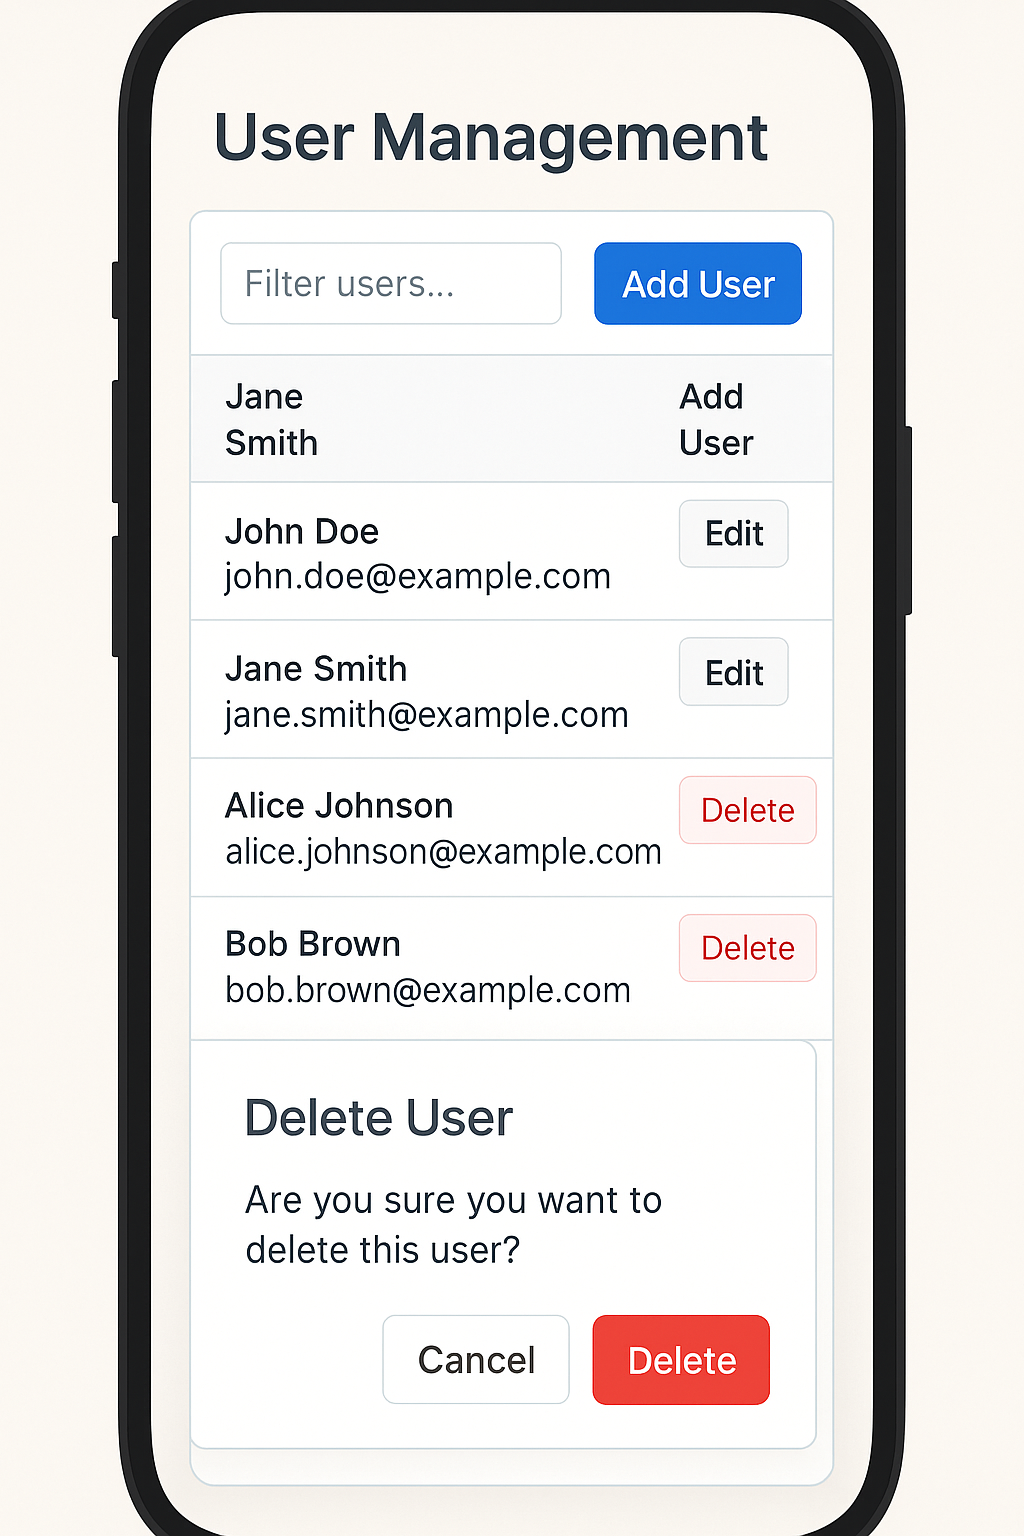 User Management
Filter users...
Add User
Jane
Smith
Add
User
John Doe
john.doe@example.com
Edit
Jane Smith
jane.smith@example.com
Edit
Alice Johnson
alice.johnson@example.com
Delete
Bob Brown
bob.brown@example.com
Delete
Delete User
Are you sure you want to
delete this user?
Cancel
Delete